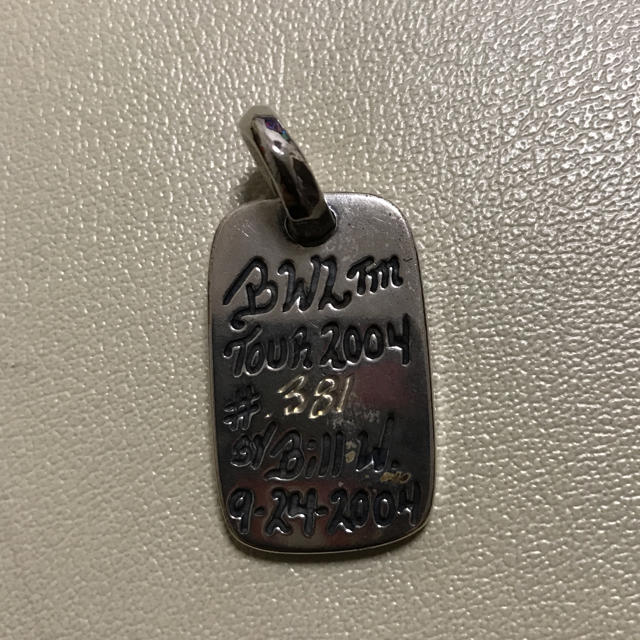 BWL TM
TOUR 2004
# 381
BY Bill W.
9-24-2004